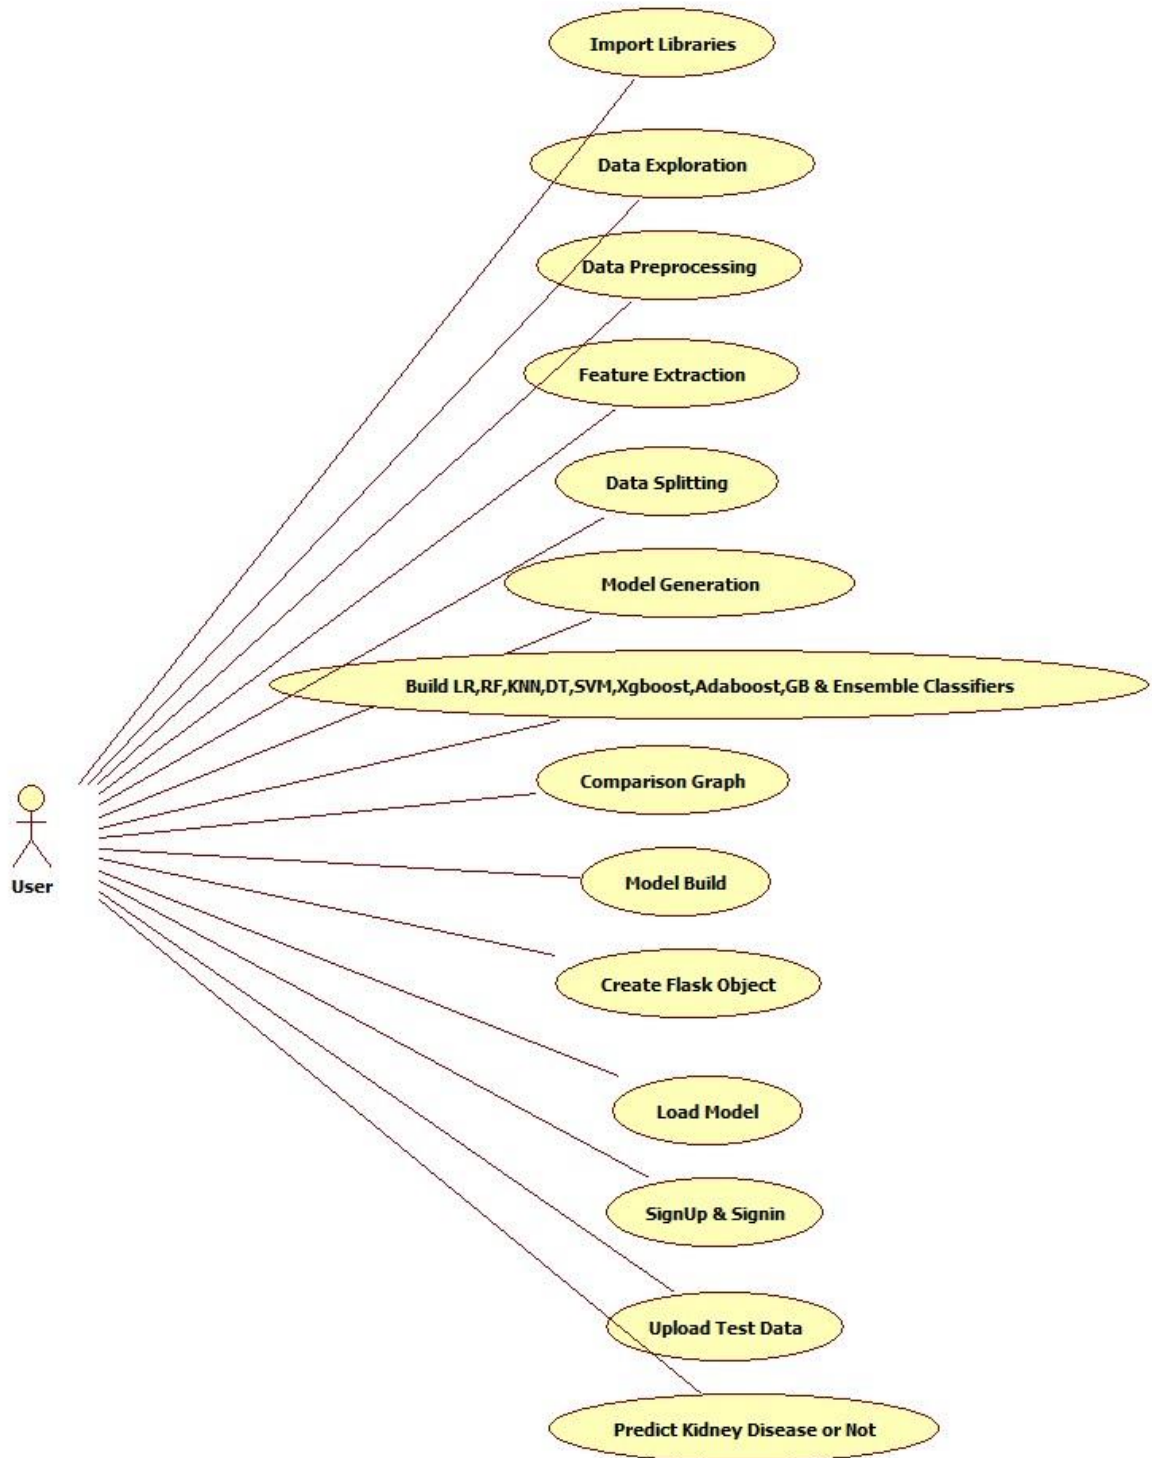 Import Libraries
Data Exploration
Data Preprocessing
Feature Extraction
Data Splitting
Model Generation
Build LR,RF,KNN,DT,SVM,Xgboost,Adaboost,GB & Ensemble Classifiers
Comparison Graph
Model Build
User
Create Flask Object
Load Model
SignUp & Signin
Upload Test Data
Predict Kidney Disease or Not